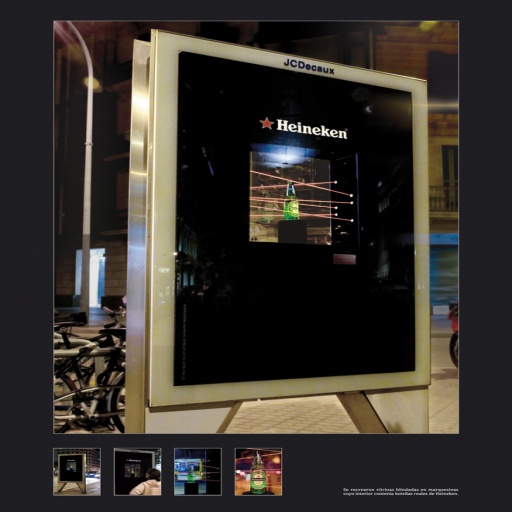 JCDecaux
Heineken
Se recrearon vitrinas blindadas en marquesinas
cuyo interior contenía botellas reales de Heineken.